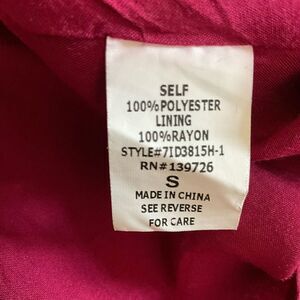 SELF
100%POLYESTER
LINING
100%RAYON
STYLE#7ID3815H-1
RN#139726
S
MADE IN CHINA
SEE REVERSE
FOR CARE